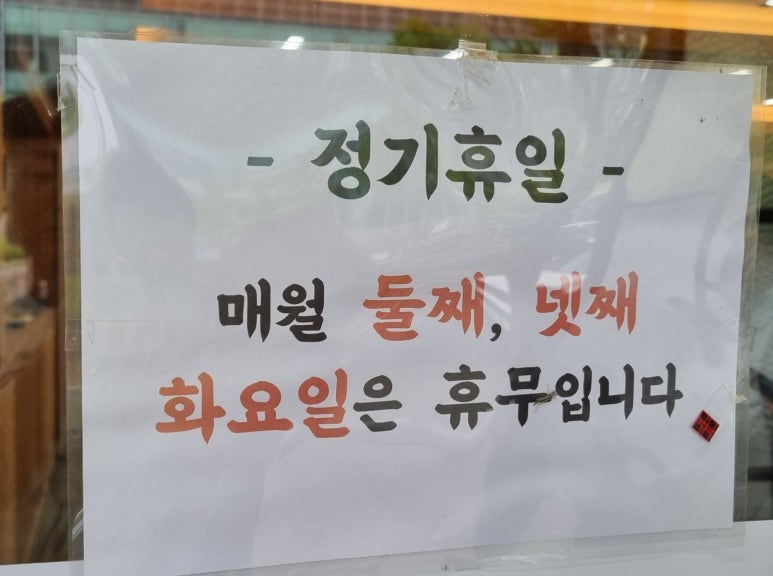 - 정기휴일 -
매월 둘째, 넷째
화요일은 휴무입니다